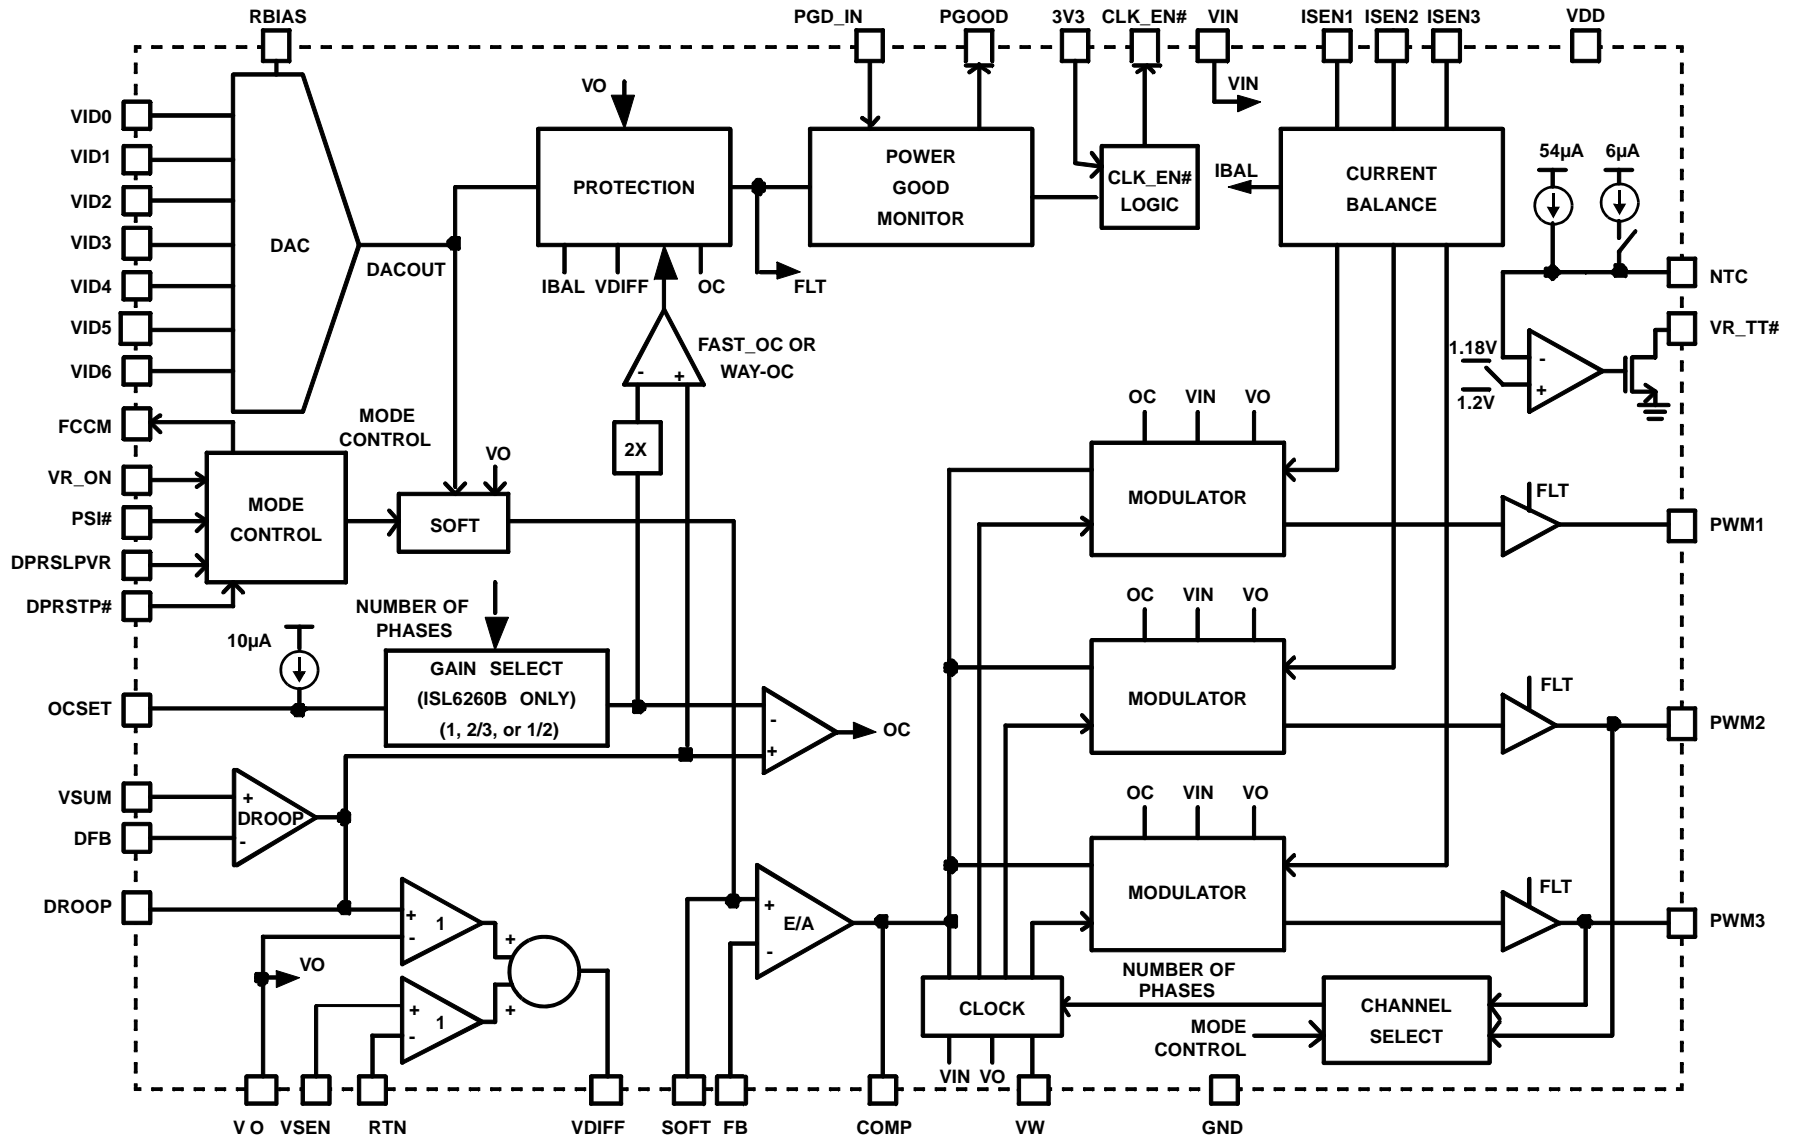 RBIAS
PGD_IN
PGOOD
3V3
CLK_EN#
VIN
ISEN1
ISEN2
ISEN3
VDD
VID0
VID1
VID2
VID3
VID4
VID5
VID6
FCCM
VR_ON
PSI#
DPRSLPVR
DPRSTP#
OCSET
VSUM
DFB
DROOP
DAC
DACOUT
VO
PROTECTION
IBAL
VDIFF
OC
FLT
POWER
GOOD
MONITOR
CLK_EN#
LOGIC
VIN
IBAL
CURRENT
BALANCE
54µA
6µA
NTC
VR_TT#
1.18V
1.2V
-
+
FAST_OC OR
WAY-OC
-
+
2X
MODE
CONTROL
VO
MODE
CONTROL
SOFT
NUMBER OF
PHASES
10µA
GAIN SELECT
(ISL6260B ONLY)
(1, 2/3, or 1/2)
-
+
OC
+
DROOP
-
+
1
-
+
VO
+
1
-
+
+
E/A
-
OC
VIN
VO
MODULATOR
FLT
PWM1
OC
VIN
VO
MODULATOR
FLT
PWM2
OC
VIN
VO
MODULATOR
FLT
PWM3
NUMBER OF
PHASES
CLOCK
MODE
CONTROL
CHANNEL
SELECT
VIN
VO
V O
VSEN
RTN
VDIFF
SOFT
FB
COMP
VW
GND